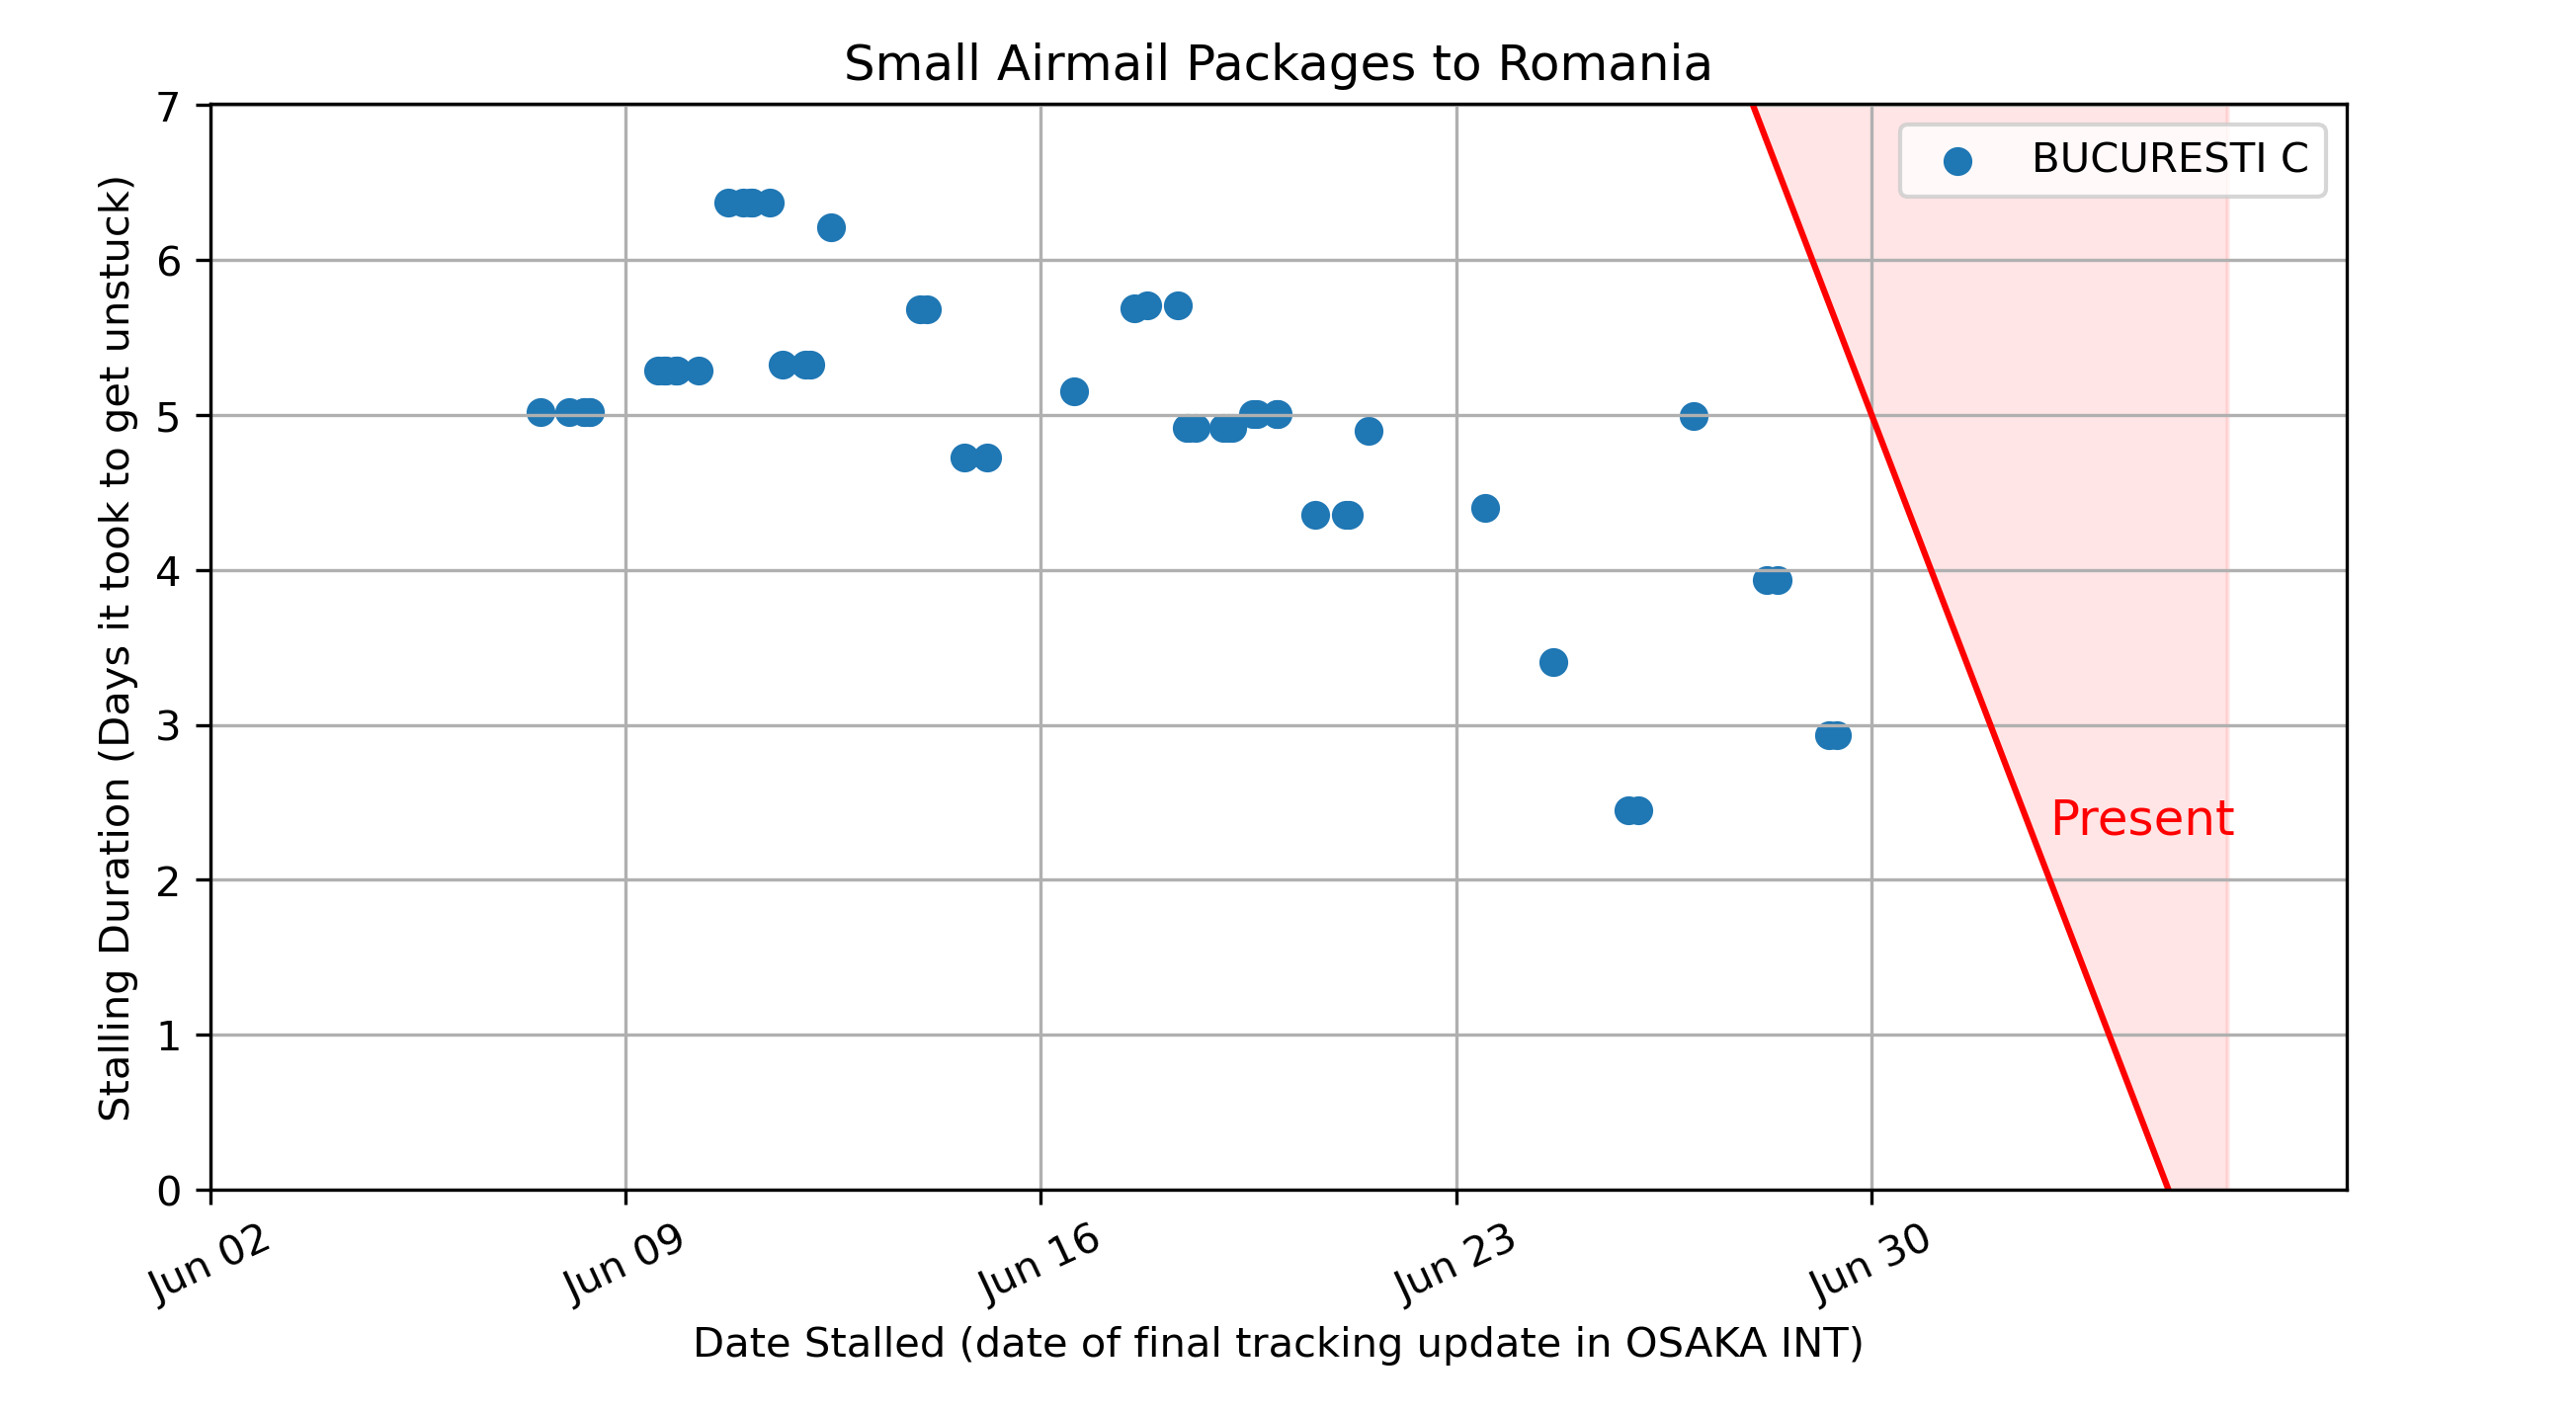 Small Airmail Packages to Romania
Stalling Duration (Days it took to get unstuck)
7
6
5
4
3
2
1
0
BUCURESTI C
Present
Jun 02
Jun 09
Jun 16
Jun 23
Jun 30
Date Stalled (date of final tracking update in OSAKA INT)